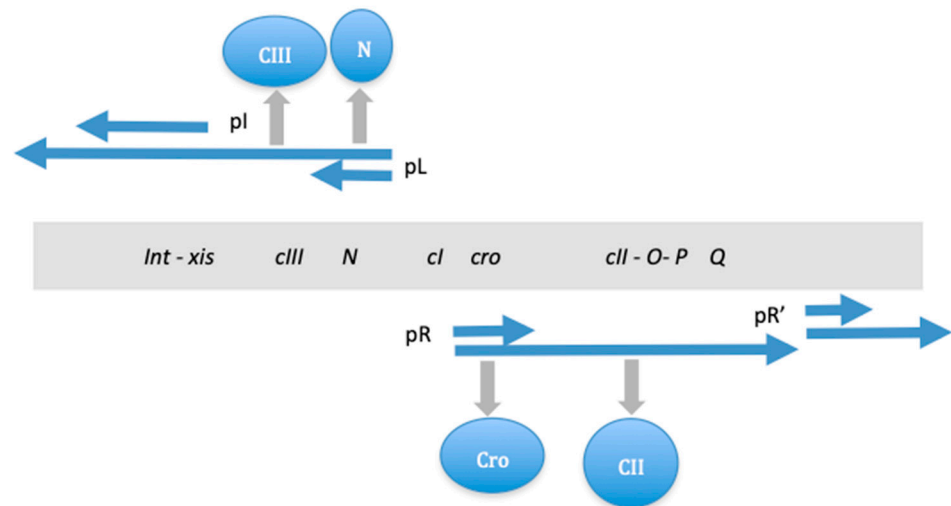 CIII N
pI
pL
Int - xis cIII N cI cro cII - O- P Q
pR'
pR
Cro CII